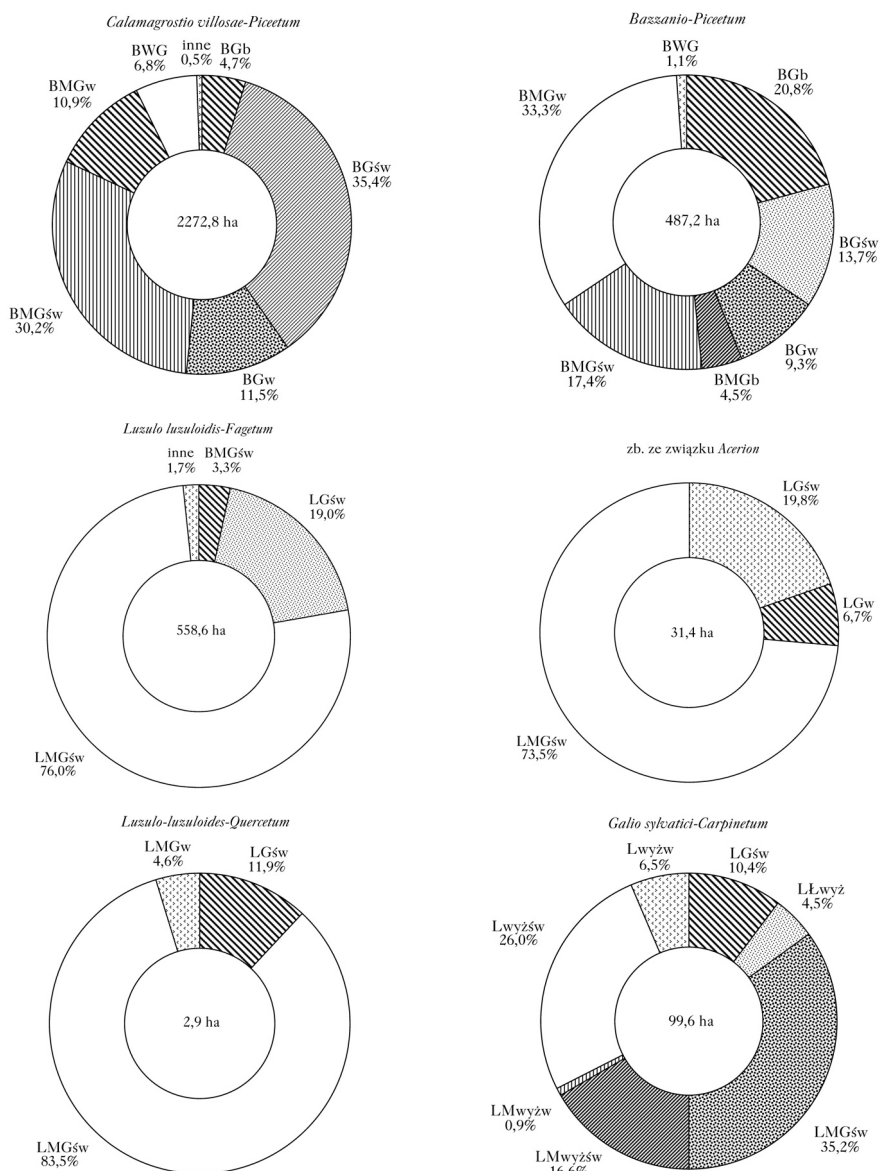 Calamagrostio villosae-Piceetum
inne
0,5%
BGb
4,7%
BGśw
35,4%
BGw
11,5%
BMGśw
30,2%
BMGw
10,9%
BWG
6,8%
2272,8 ha
Bazzanio-Piceetum
BWG
1,1%
BGb
20,8%
BGśw
13,7%
BGw
9,3%
BMGb
4,5%
BMGśw
17,4%
BMGw
33,3%
487,2 ha
Luzulo luzuloidis-Fagetum
inne
1,7%
BMGśw
3,3%
LGśw
19,0%
LMGśw
76,0%
558,6 ha
zb. ze związku Acerion
LGśw
19,8%
LGw
6,7%
LMGśw
73,5%
31,4 ha
Luzulo-luzuloides-Quercetum
LMGw
4,6%
LGśw
11,9%
LMGśw
83,5%
2,9 ha
Galio sylvatici-Carpinetum
Lwyżw
6,5%
LGśw
10,4%
LŁwyż
4,5%
LMGśw
35,2%
LMwyżśw
16,6%
LMwyżw
0,9%
Lwyżśw
26,0%
99,6 ha